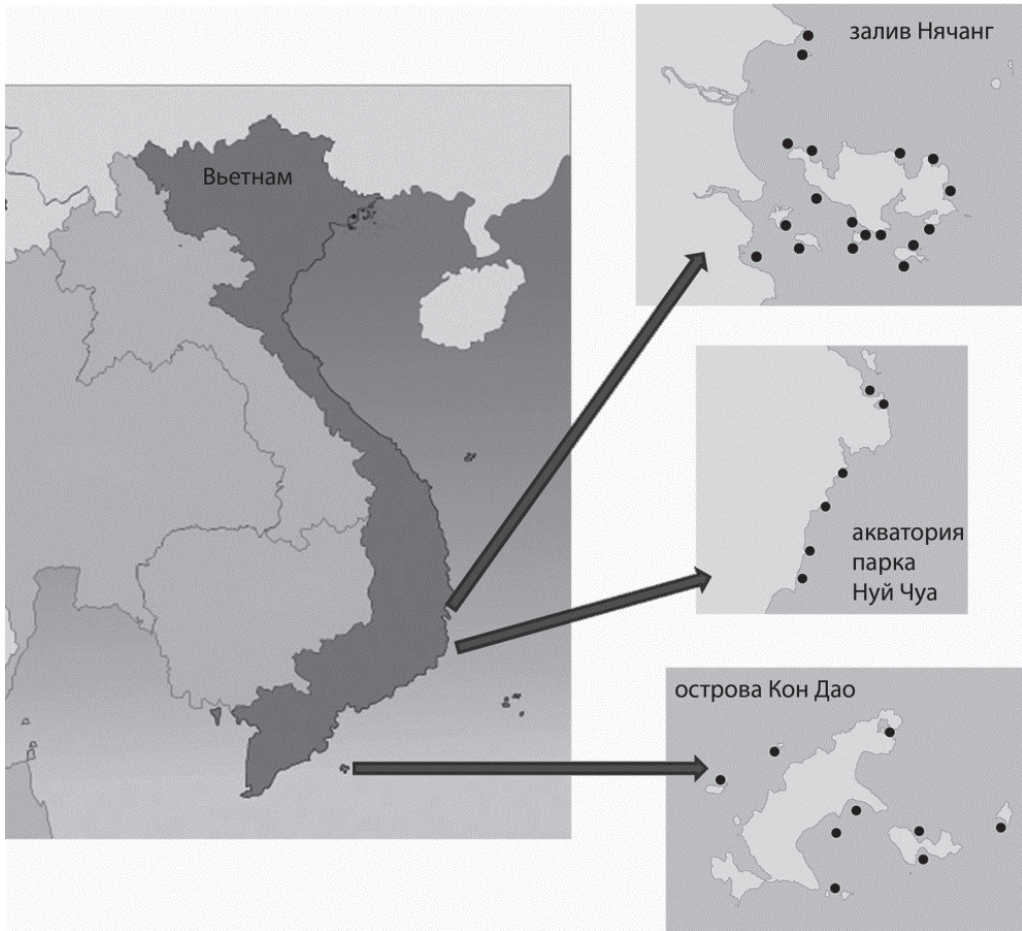 залив Нячанг
Вьетнам
акватория
парка
Нуй Чуа
острова Кон Дао